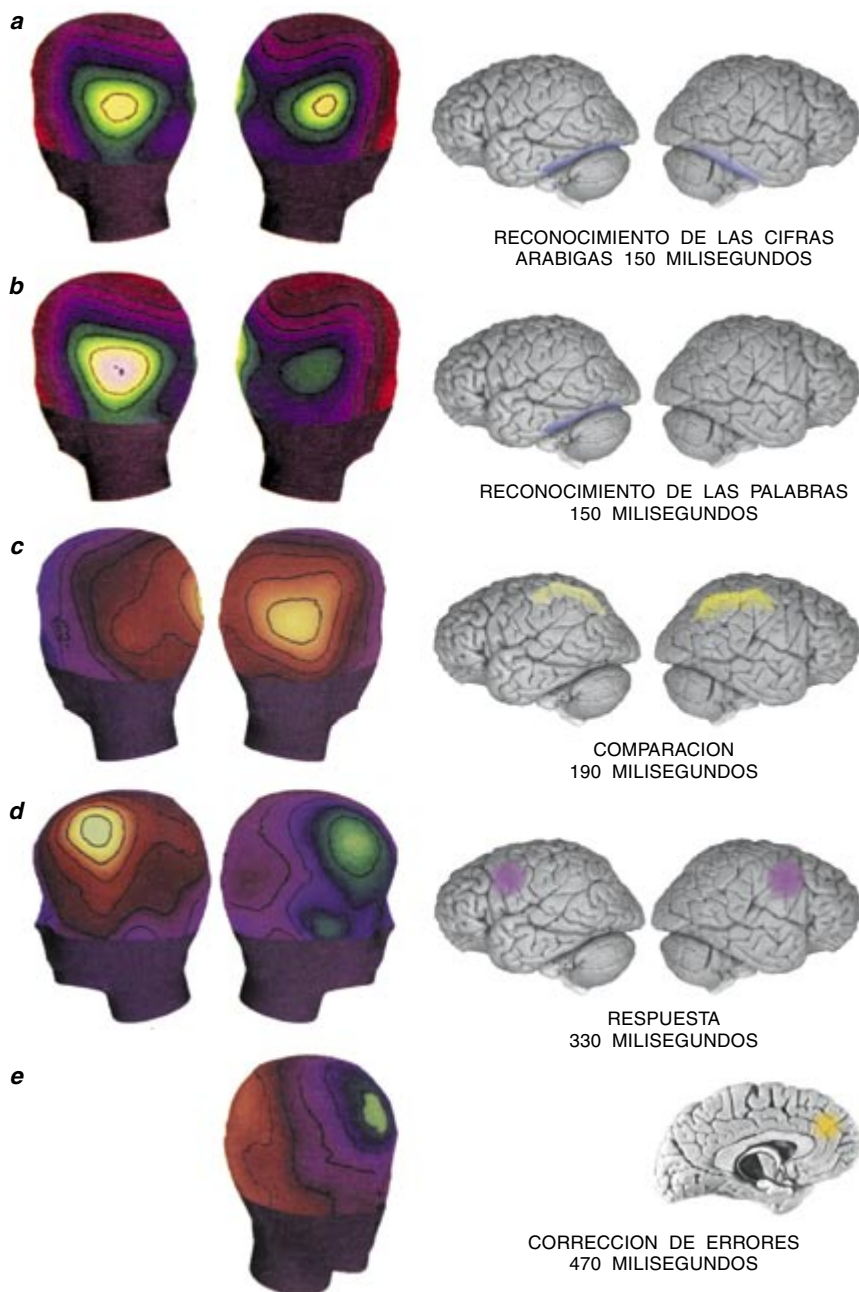 a
RECONOCIMIENTO DE LAS CIFRAS
ARABIGAS 150 MILISEGUNDOS
b
RECONOCIMIENTO DE LAS PALABRAS
150 MILISEGUNDOS
c
COMPARACION
190 MILISEGUNDOS
d
RESPUESTA
330 MILISEGUNDOS
e
CORRECCION DE ERRORES
470 MILISEGUNDOS